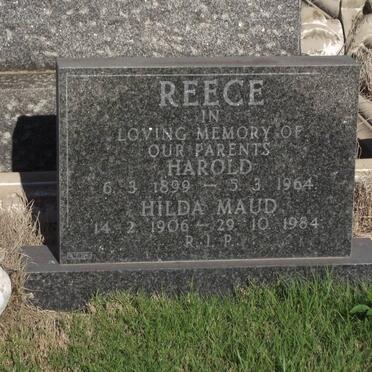 REECE
IN
LOVING MEMORY OF
OUR PARENTS
HAROLD
6. 3. 1899 — 5. 3. 1964.
HILDA MAUD
14. 2. 1906 — 29. 10. 1984.
R. I. P.